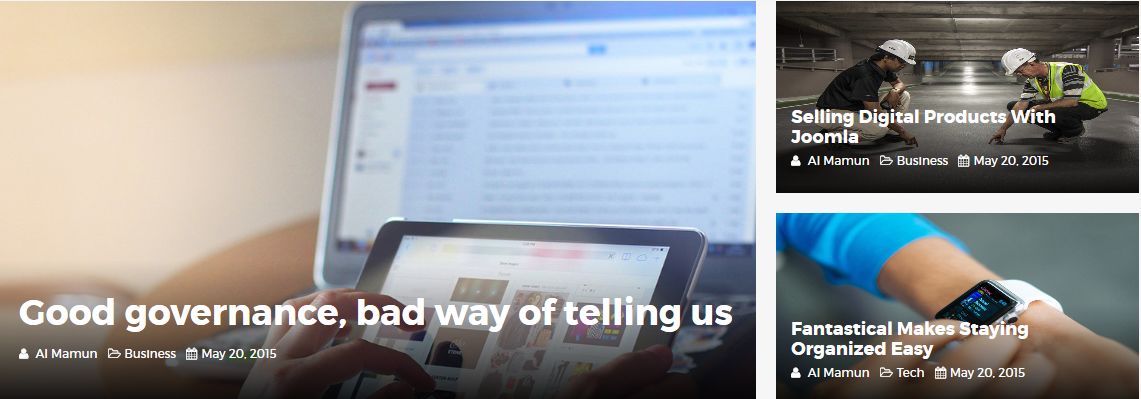 Good governance, bad way of telling us
Al Mamun Business May 20, 2015
Selling Digital Products With
Joomla
Al Mamun Business May 20, 2015
Fantastical Makes Staying
Organized Easy
Al Mamun Tech May 20, 2015